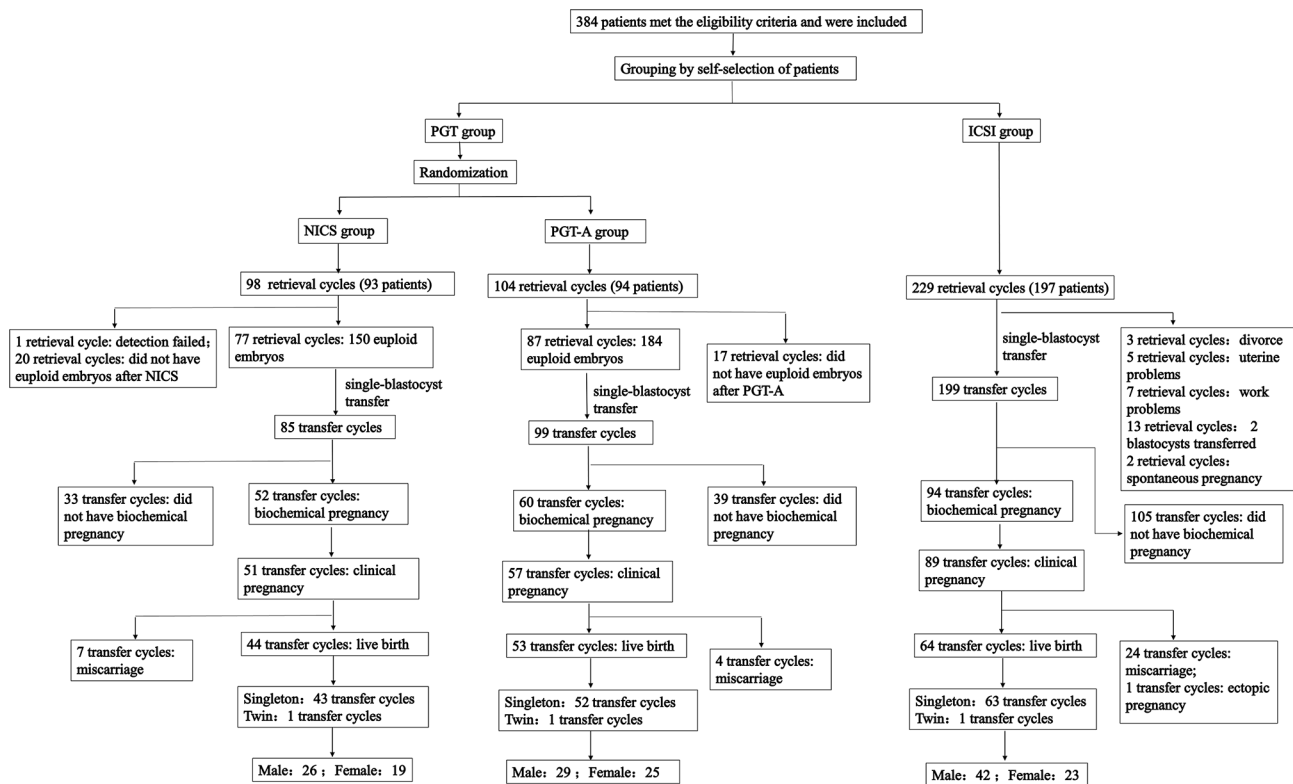 384 patients met the eligibility criteria and were included
Grouping by self-selection of patients
PGT group
ICSI group
Randomization
NICS group
PGT-A group
98 retrieval cycles (93 patients)
104 retrieval cycles (94 patients)
229 retrieval cycles (197 patients)
1 retrieval cycle: detection failed;
20 retrieval cycles: did not have
euploid embryos after NICS
77 retrieval cycles: 150 euploid
embryos
87 retrieval cycles: 184
euploid embryos
17 retrieval cycles: did
not have euploid embryos
after PGT-A
single-blastocyst
transfer
3 retrieval cycles: divorce
5 retrieval cycles: uterine
problems
7 retrieval cycles: work
problems
13 retrieval cycles: 2
blastocysts transferred
2 retrieval cycles:
spontaneous pregnancy
single-blastocyst
transfer
single-blastocyst
transfer
199 transfer cycles
85 transfer cycles
99 transfer cycles
33 transfer cycles: did
not have biochemical
pregnancy
52 transfer cycles:
biochemical pregnancy
60 transfer cycles:
biochemical pregnancy
39 transfer cycles: did
not have biochemical
pregnancy
94 transfer cycles:
biochemical pregnancy
105 transfer cycles: did
not have biochemical
pregnancy
51 transfer cycles: clinical
pregnancy
57 transfer cycles: clinical
pregnancy
89 transfer cycles: clinical
pregnancy
7 transfer cycles:
miscarriage
44 transfer cycles: live birth
53 transfer cycles: live birth
4 transfer cycles:
miscarriage
64 transfer cycles: live birth
24 transfer cycles:
miscarriage;
1 transfer cycles: ectopic
pregnancy
Singleton: 43 transfer cycles
Twin: 1 transfer cycles
Singleton: 52 transfer cycles
Twin: 1 transfer cycles
Singleton: 63 transfer cycles
Twin: 1 transfer cycles
Male: 26 ; Female: 19
Male: 29 ; Female: 25
Male: 42 ; Female: 23